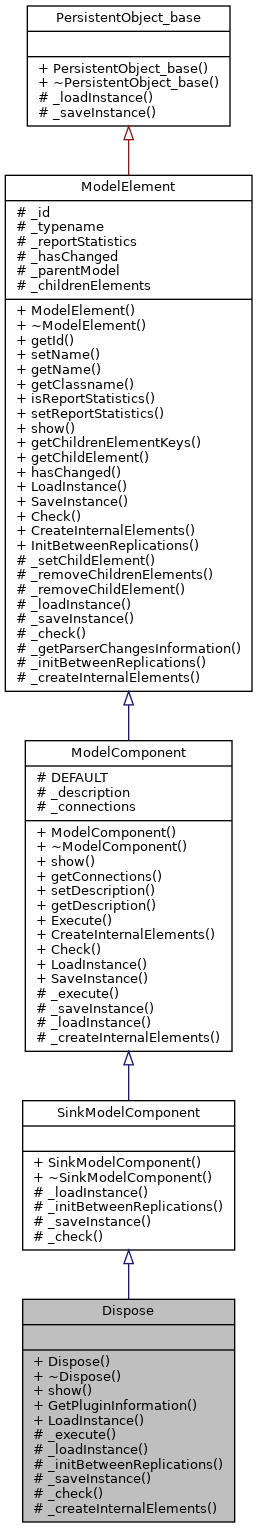 PersistentObject_base
+ PersistentObject_base()
+ ~PersistentObject_base()
# _loadInstance()
# _saveInstance()
ModelElement
# _id
# _typename
# _reportStatistics
# _hasChanged
# _parentModel
# _childrenElements
+ ModelElement()
+ ~ModelElement()
+ getId()
+ setName()
+ getName()
+ getClassname()
+ isReportStatistics()
+ setReportStatistics()
+ show()
+ getChildrenElementKeys()
+ getChildElement()
+ hasChanged()
+ LoadInstance()
+ SaveInstance()
+ Check()
+ CreateInternalElements()
+ InitBetweenReplications()
# _setChildElement()
# _removeChildrenElements()
# _removeChildElement()
# _loadInstance()
# _saveInstance()
# _check()
# _getParserChangesInformation()
# _initBetweenReplications()
# _createInternalElements()
ModelComponent
# DEFAULT
# _description
# _connections
+ ModelComponent()
+ ~ModelComponent()
+ show()
+ getConnections()
+ setDescription()
+ getDescription()
+ Execute()
+ CreateInternalElements()
+ Check()
+ LoadInstance()
+ SaveInstance()
# _execute()
# _saveInstance()
# _loadInstance()
# _createInternalElements()
SinkModelComponent
+ SinkModelComponent()
+ ~SinkModelComponent()
# _loadInstance()
# _initBetweenReplications()
# _saveInstance()
# _check()
Dispose
+ Dispose()
+ ~Dispose()
+ show()
+ GetPluginInformation()
+ LoadInstance()
# _execute()
# _loadInstance()
# _initBetweenReplications()
# _saveInstance()
# _check()
# _createInternalElements()